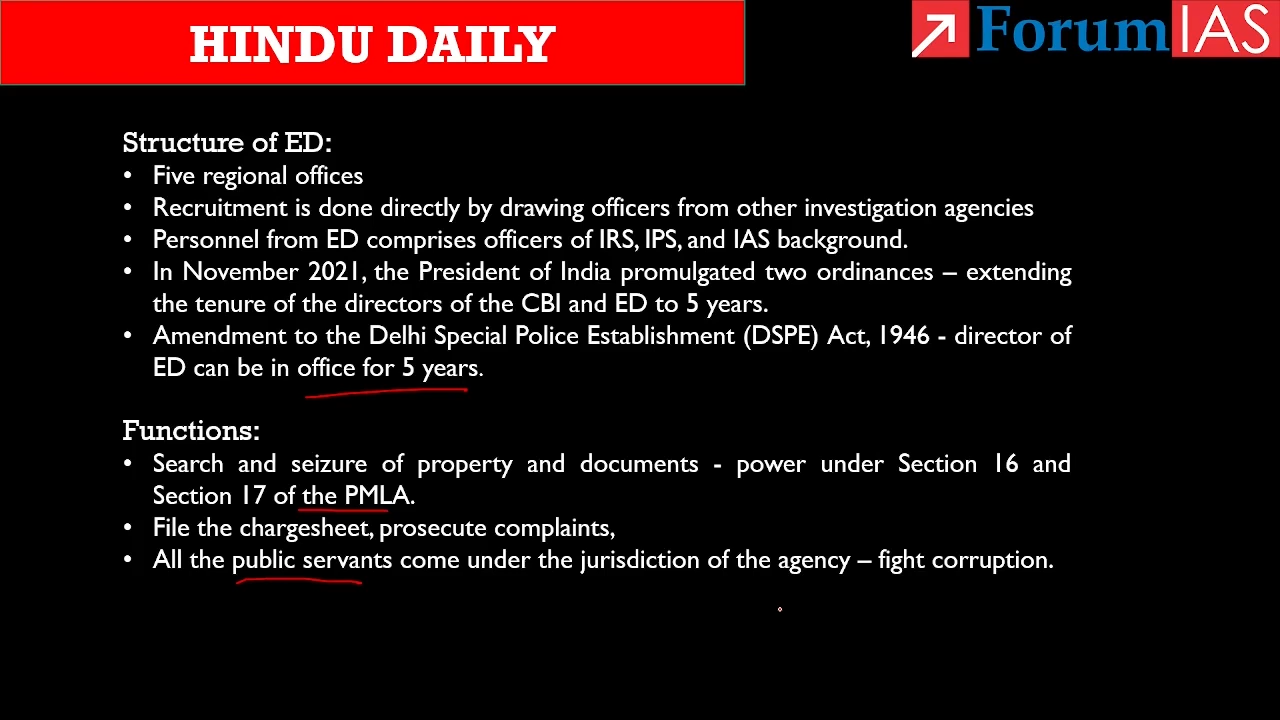 HINDU DAILY
ForumIAS
Structure of ED:
• Five regional offices
• Recruitment is done directly by drawing officers from other investigation agencies
• Personnel from ED comprises officers of IRS, IPS, and IAS background.
• In November 2021, the President of India promulgated two ordinances – extending
the tenure of the directors of the CBI and ED to 5 years.
• Amendment to the Delhi Special Police Establishment (DSPE) Act, 1946 - director of
ED can be in office for 5 years.
Functions:
• Search and seizure of property and documents - power under Section 16 and
Section 17 of the PMLA.
• File the chargesheet, prosecute complaints,
• All the public servants come under the jurisdiction of the agency – fight corruption.